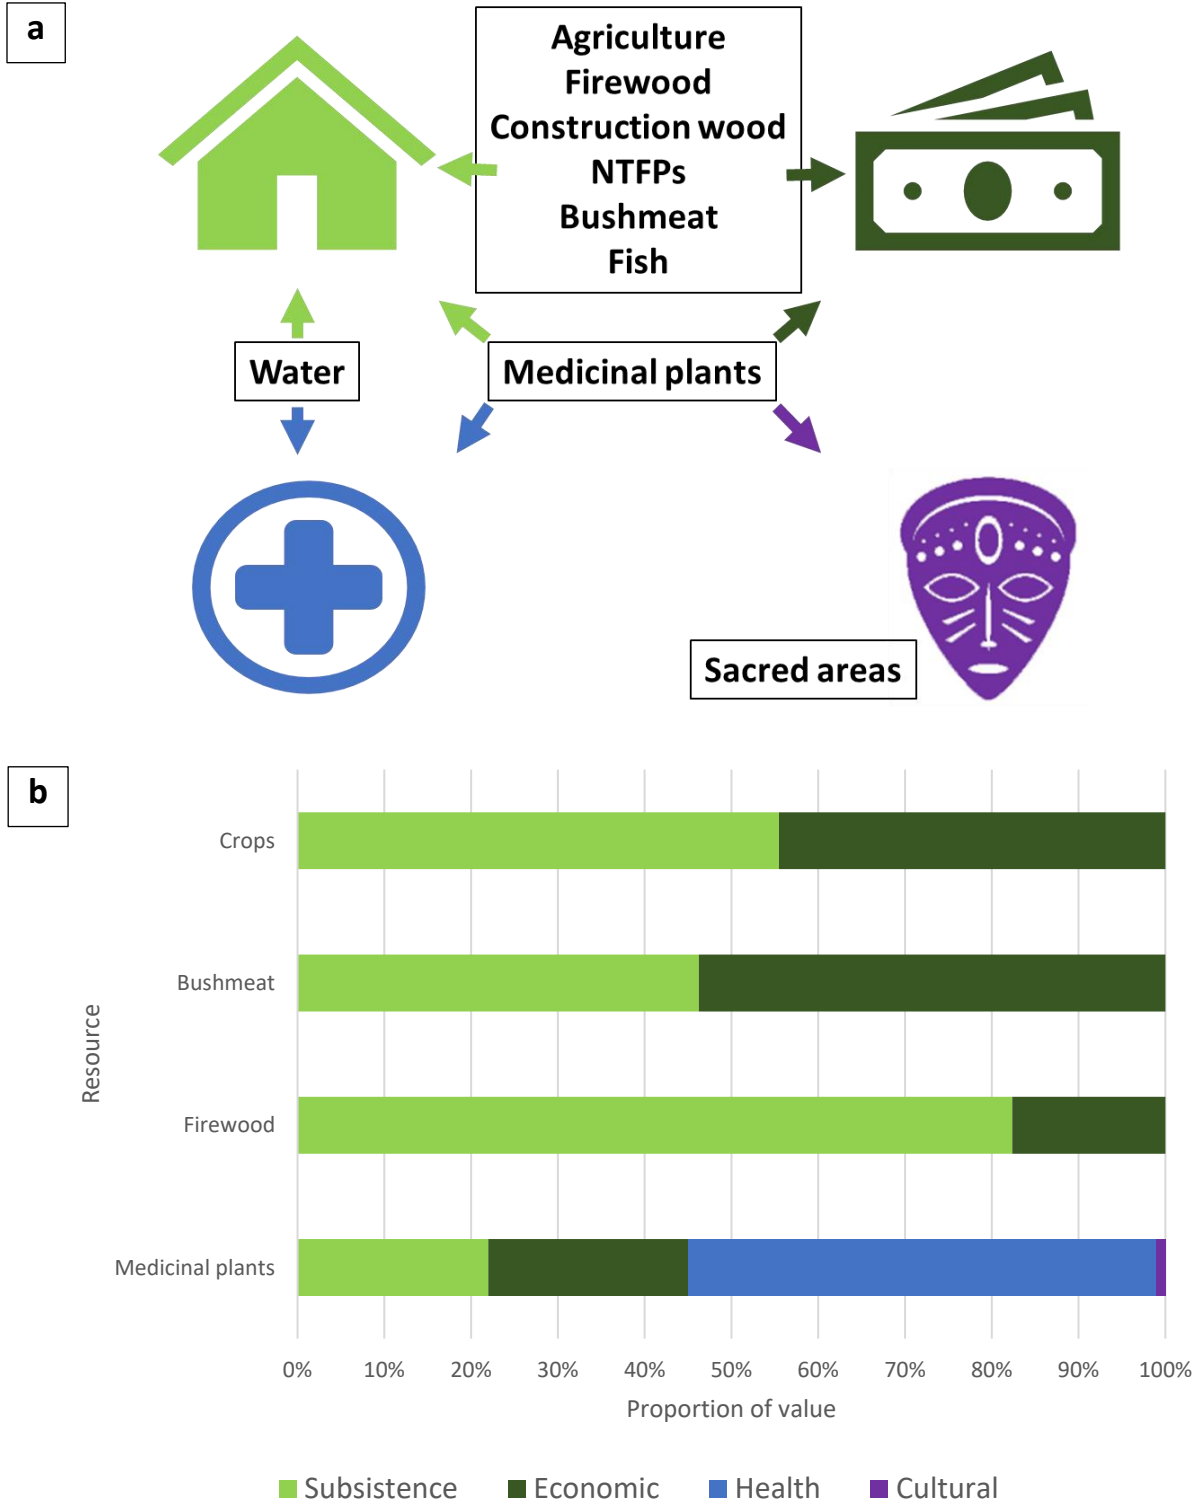 a
Agriculture
Firewood
Construction wood
NTFPs
Bushmeat
Fish
Water
Medicinal plants
Sacred areas
b
Crops
Bushmeat
Firewood
Medicinal plants
Resource
0% 10% 20% 30% 40% 50% 60% 70% 80% 90% 100%
Proportion of value
Subsistence Economic Health Cultural